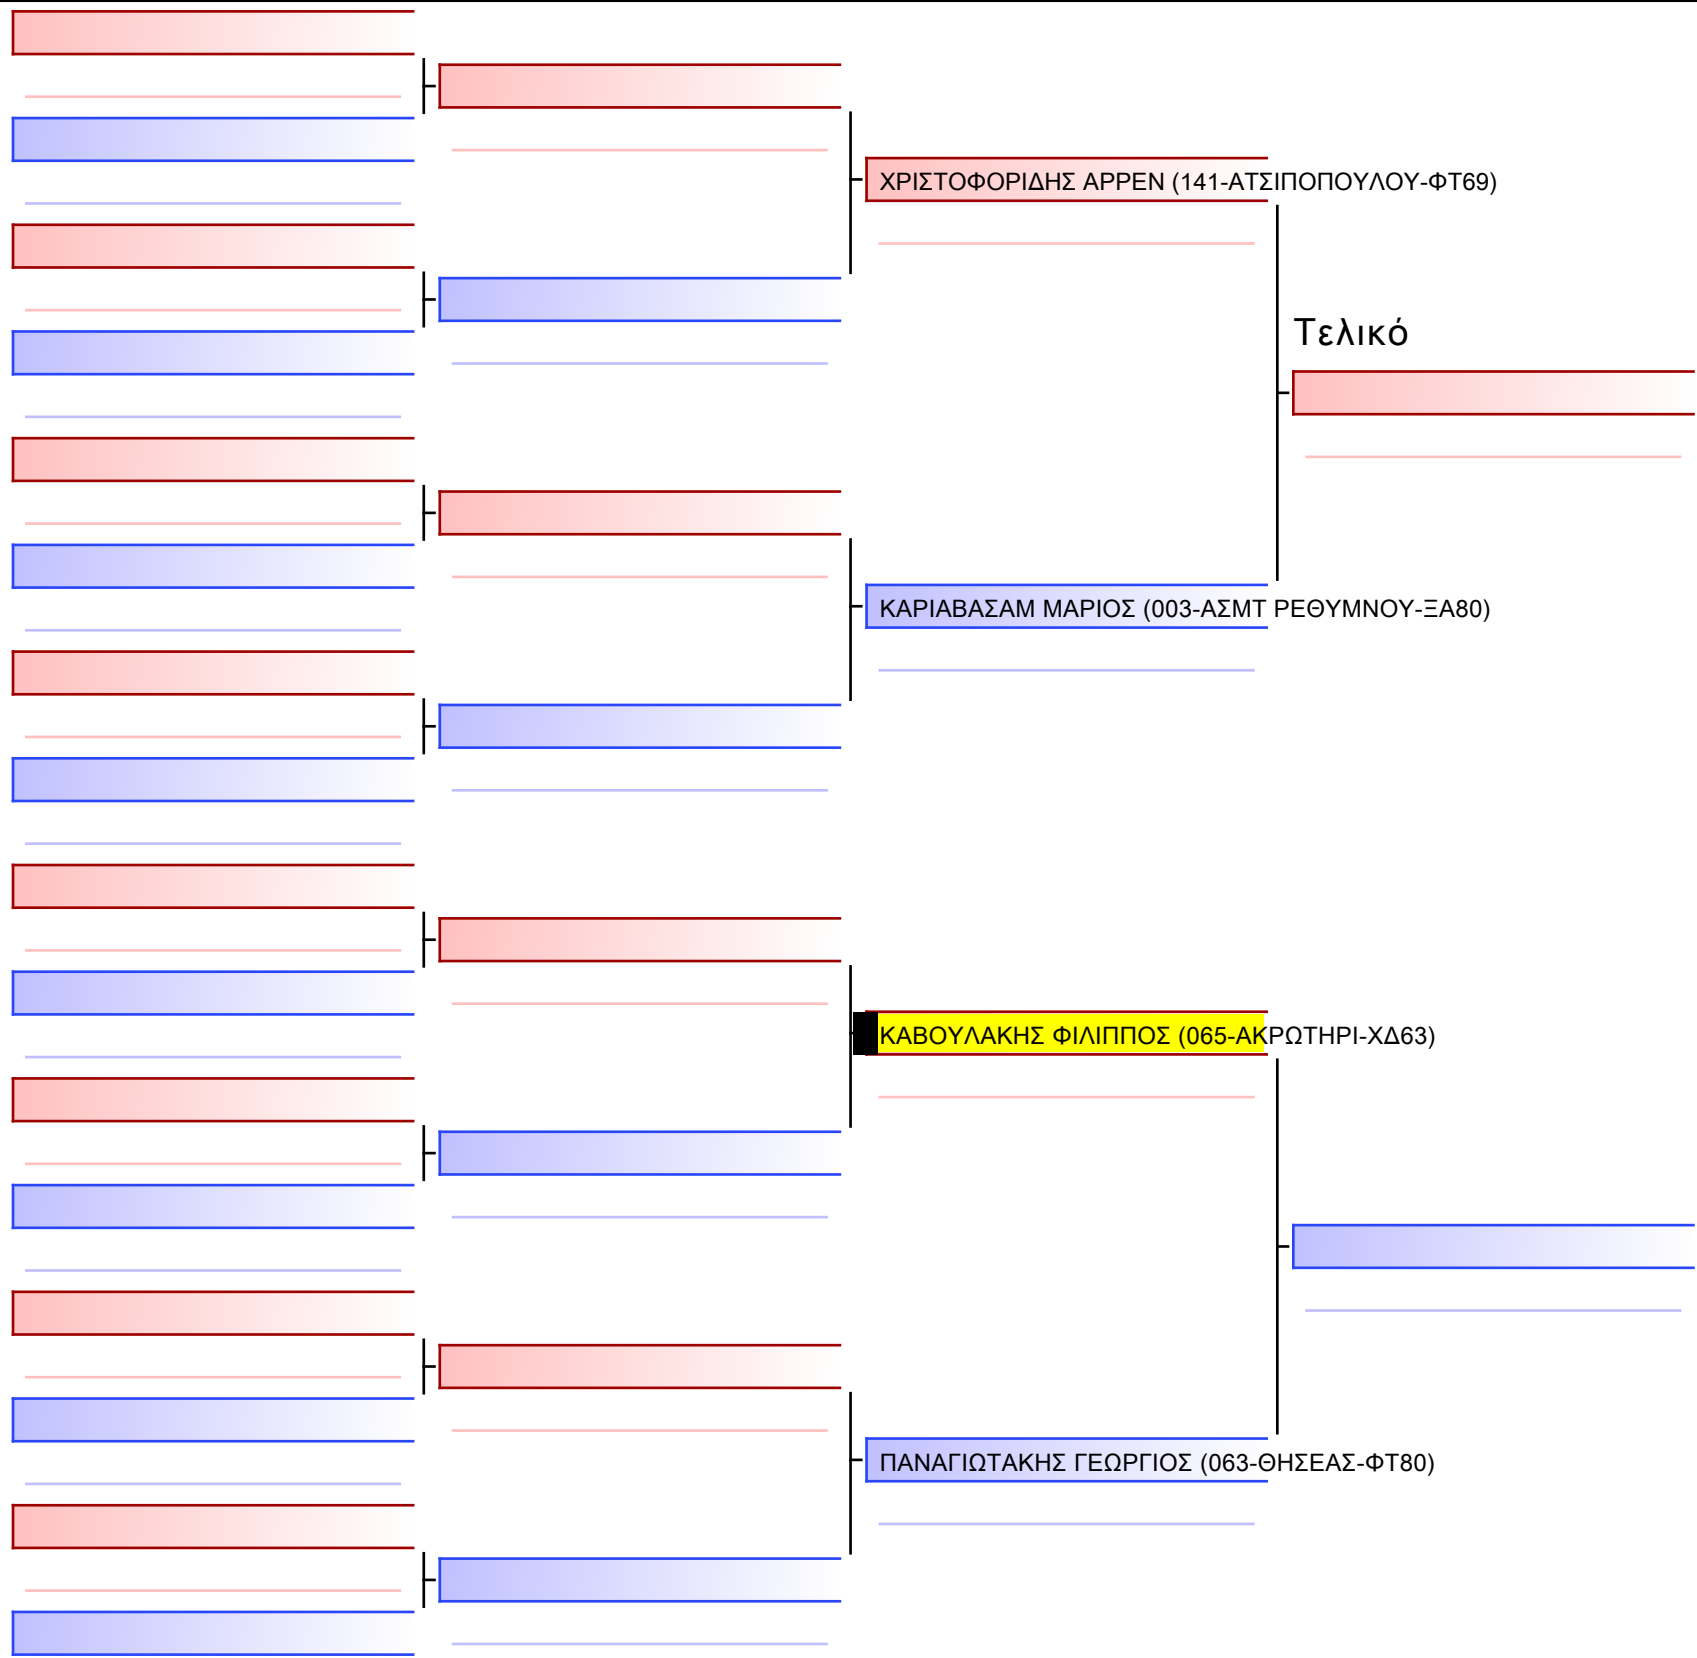 ΧΡΙΣΤΟΦΟΡΙΔΗΣ ΑΡΡΕΝ (141-ΑΤΣΙΠΟΠΟΥΛΟΥ-ΦΤ69)
Τελικό
ΚΑΡΙΑΒΑΣΑΜ ΜΑΡΙΟΣ (003-ΑΣΜΤ ΡΕΘΥΜΝΟΥ-ΞΑ80)
ΚΑΒΟΥΛΑΚΗΣ ΦΙΛΙΠΠΟΣ (065-ΑΚΡΩΤΗΡΙ-ΧΔ63)
ΠΑΝΑΓΙΩΤΑΚΗΣ ΓΕΩΡΓΙΟΣ (063-ΘΗΣΕΑΣ-ΦΤ80)